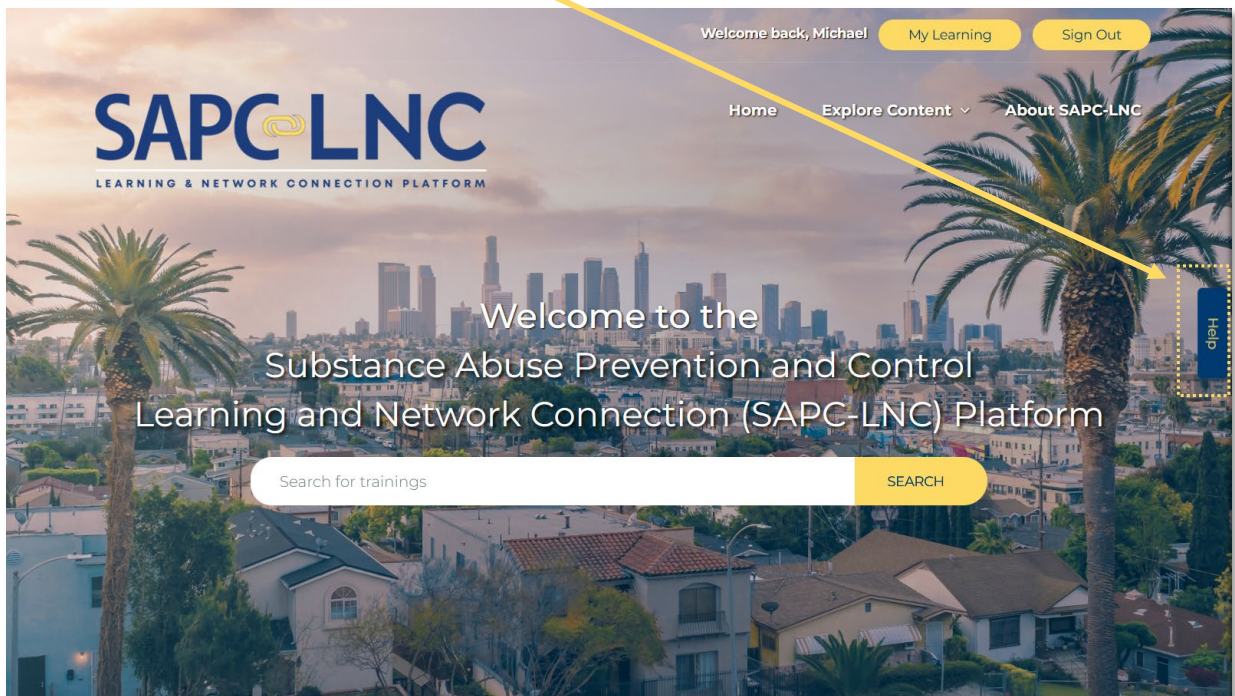 Welcome back, Michael
My Learning
Sign Out
SAPC LNC
LEARNING & NETWORK CONNECTION PLATFORM
Home
Explore Content
About SAPC-LNC
Help
Welcome to the
Substance Abuse Prevention and Control
Learning and Network Connection (SAPC-LNC) Platform
Search for trainings
SEARCH